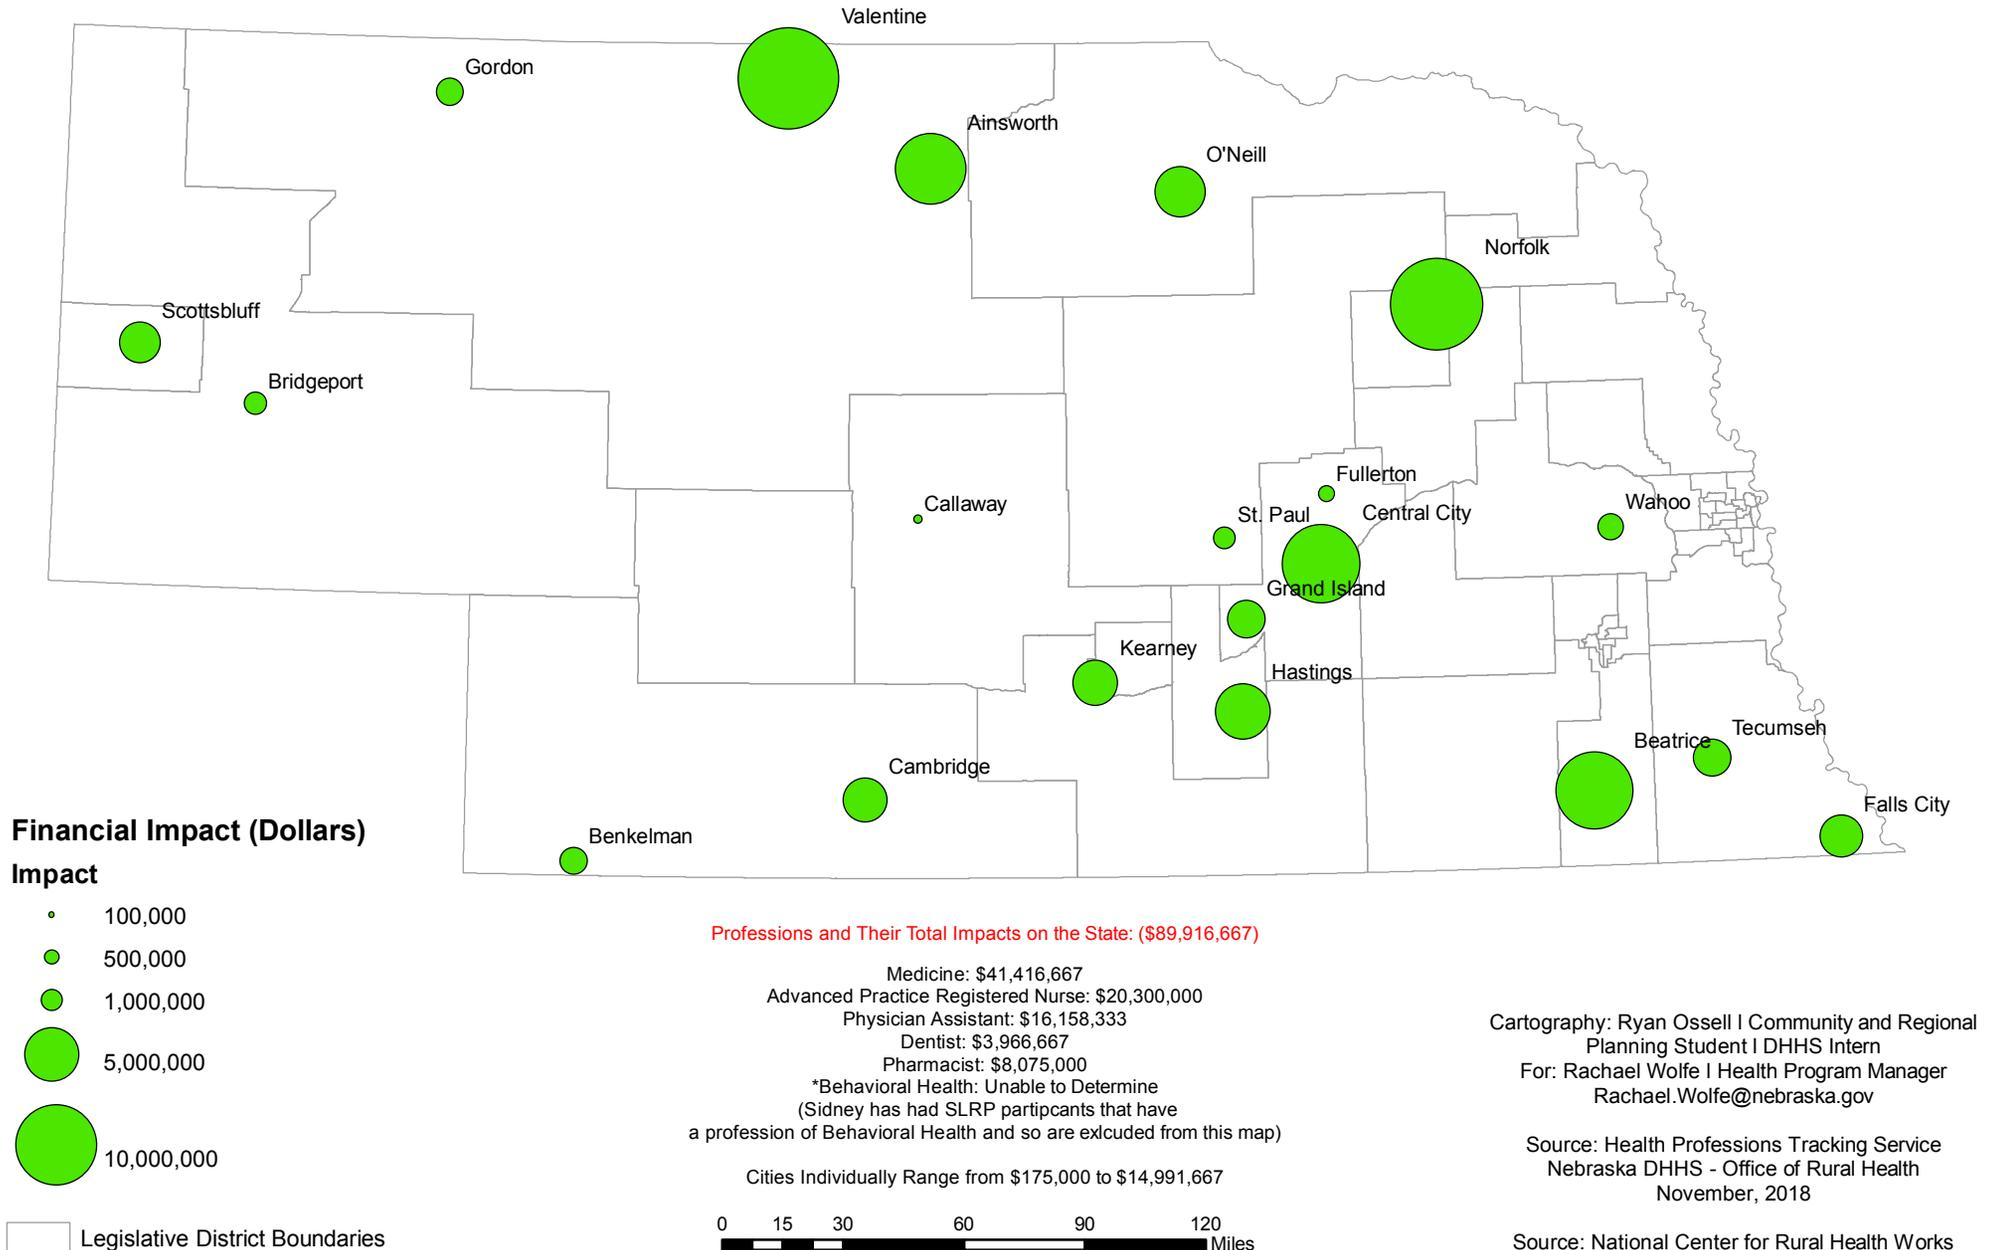 Valentine
Gordon
Ainsworth
O'Neill
Norfolk
Scottsbluff
Bridgeport
Fullerton
Callaway
St. Paul
Central City
Wahoo
Grand Island
Kearney
Hastings
Tecumseh
Beatrice
Cambridge
Falls City
Benkelman
Financial Impact (Dollars)
Impact
100,000
500,000
1,000,000
5,000,000
10,000,000
Legislative District Boundaries
Professions and Their Total Impacts on the State: ($89,916,667)
Medicine: $41,416,667
Advanced Practice Registered Nurse: $20,300,000
Physician Assistant: $16,158,333
Dentist: $3,966,667
Pharmacist: $8,075,000
*Behavioral Health: Unable to Determine
(Sidney has had SLRP partipcants that have
a profession of Behavioral Health and so are exlcuded from this map)
Cities Individually Range from $175,000 to $14,991,667
0 15 30 60 90 120
Miles
Cartography: Ryan Ossell l Community and Regional
Planning Student l DHHS Intern
For: Rachael Wolfe l Health Program Manager
Rachael.Wolfe@nebraska.gov
Source: Health Professions Tracking Service
Nebraska DHHS - Office of Rural Health
November, 2018
Source: National Center for Rural Health Works